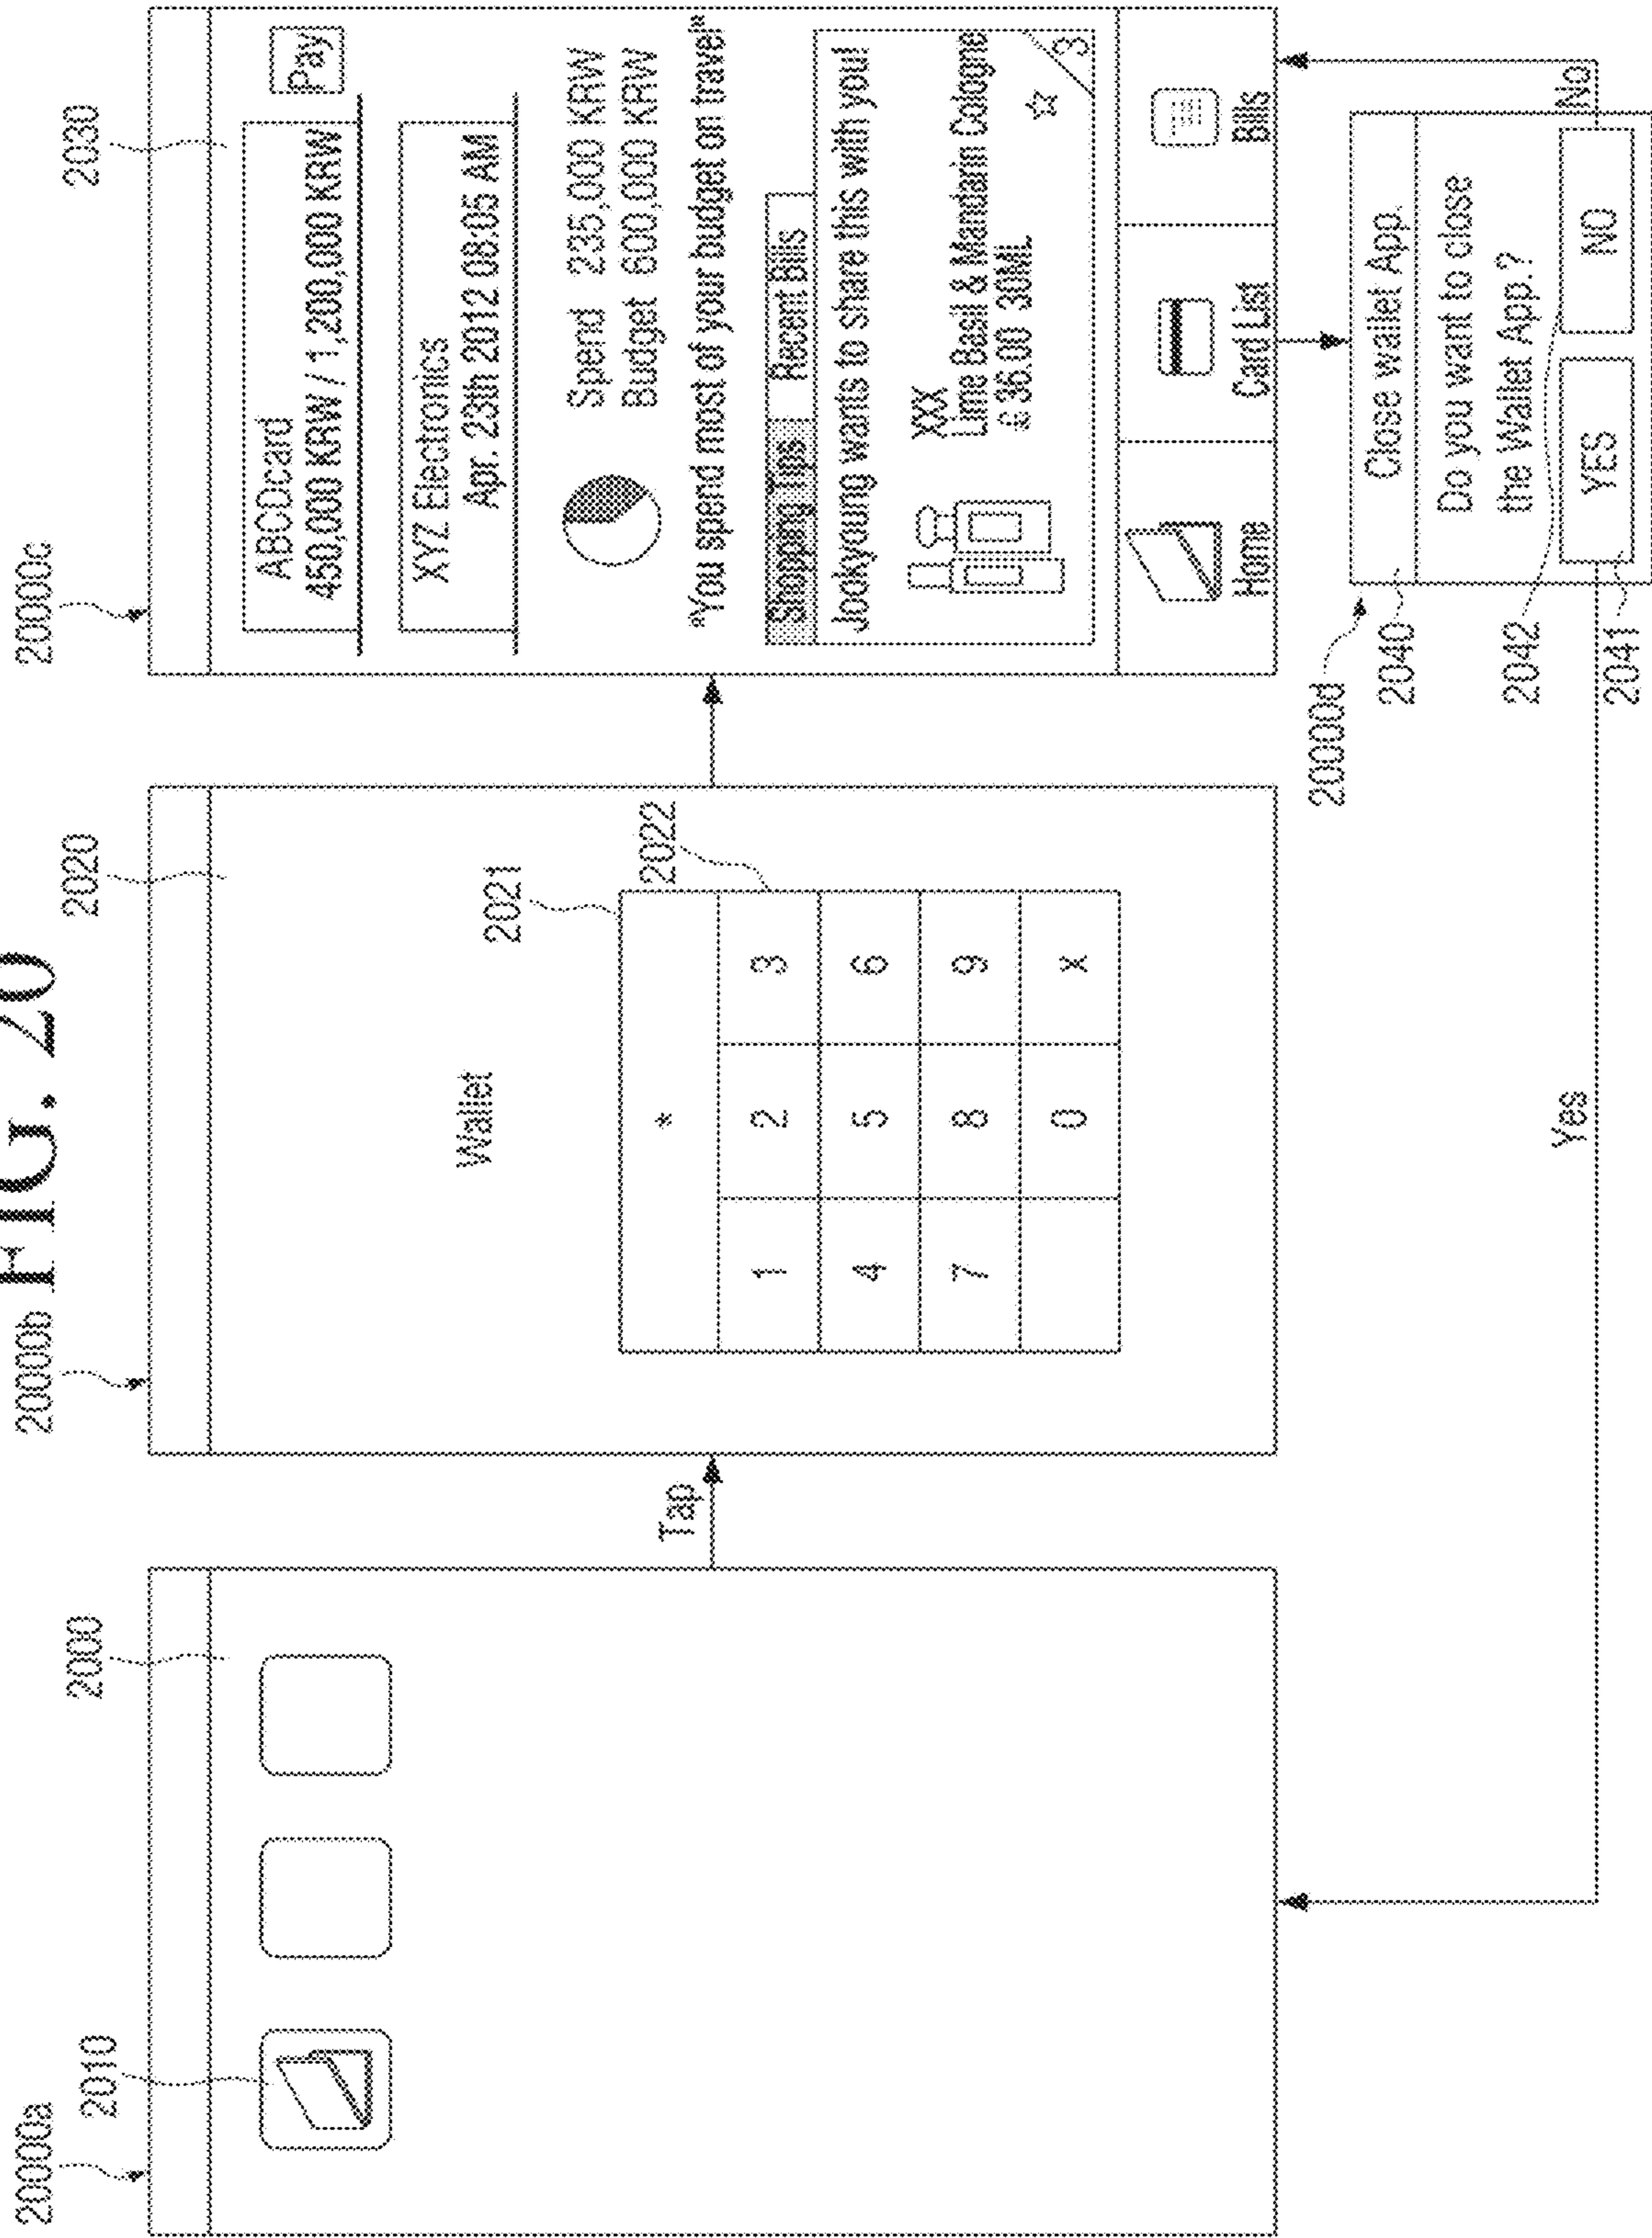 FIG. 20
20000a
2010
2000
Tap
20000b
2020
Wallet
2021
2022
*
1 2 3
4 5 6
7 8 9
0 x
20000c
2030
ABCDcard
450,000 KRW / 1,200,000 KRW
Pay
XYZ Electronics
Apr. 23th 2012 08:05 AM
Spend 235,000 KRW
Budget 600,000 KRW
"You spend most of your budget on travel"
Shopping Tips Recent Bills
Jookyoung wants to share this with you!
XXX
Lime Basil & Mandarin Cologne
36.00 30ML
3
Home Card List Bills
20000d
2040
Close wallet App.
Do you want to close
the Wallet App.?
2042
2041
YES NO
Yes
No